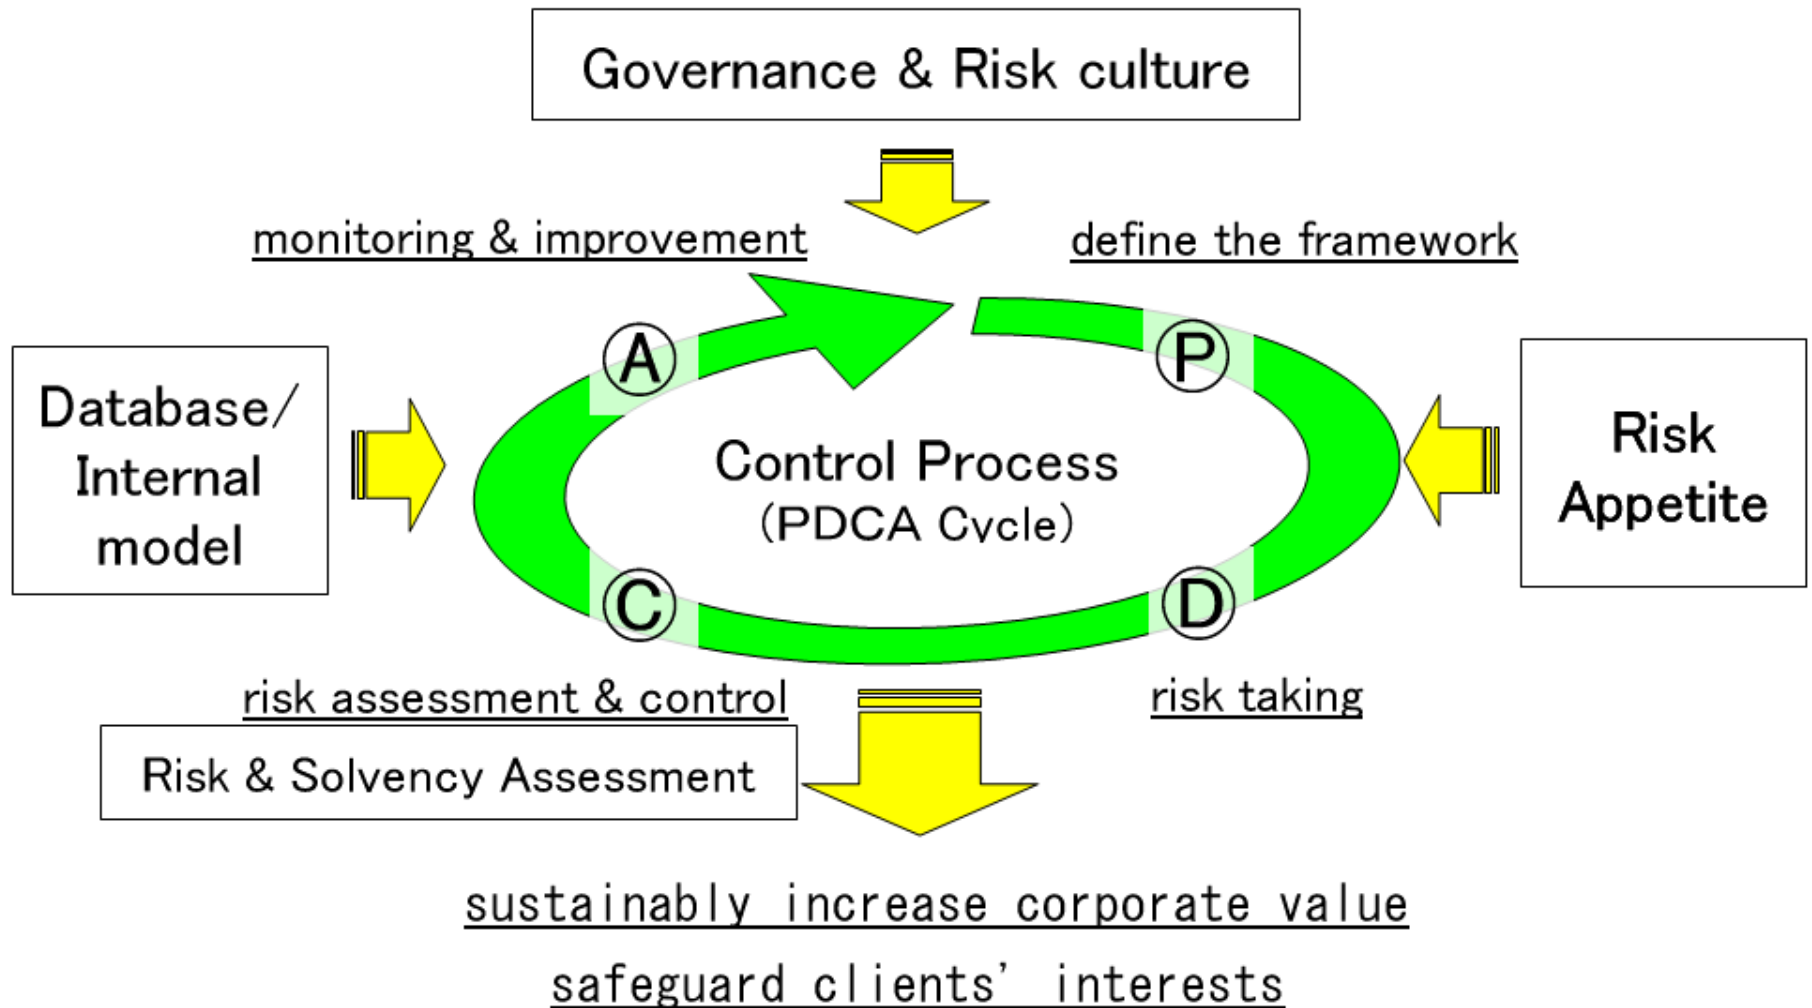 Governance & Risk culture
monitoring & improvement
define the framework
A
P
Database/
Internal
model
Control Process
(PDCA Cycle)
Risk
Appetite
C
D
risk assessment & control
risk taking
Risk & Solvency Assessment
sustainably increase corporate value
safeguard clients’ interests